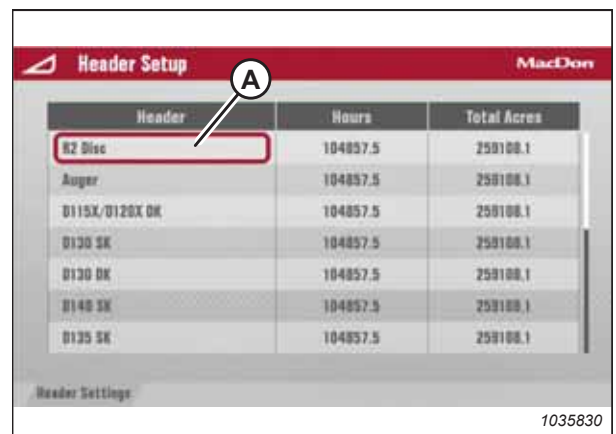 Header Setup
MacDon
A
Header Hours Total Acres
R2 Disc 104857.5 259108.1
Auger 104857.5 259108.1
D115X/D120X DK 104857.5 259108.1
D130 SK 104857.5 259108.1
D130 DK 104857.5 259108.1
D140 SK 104857.5 259108.1
D135 SK 104857.5 259108.1
Header Settings
1035830